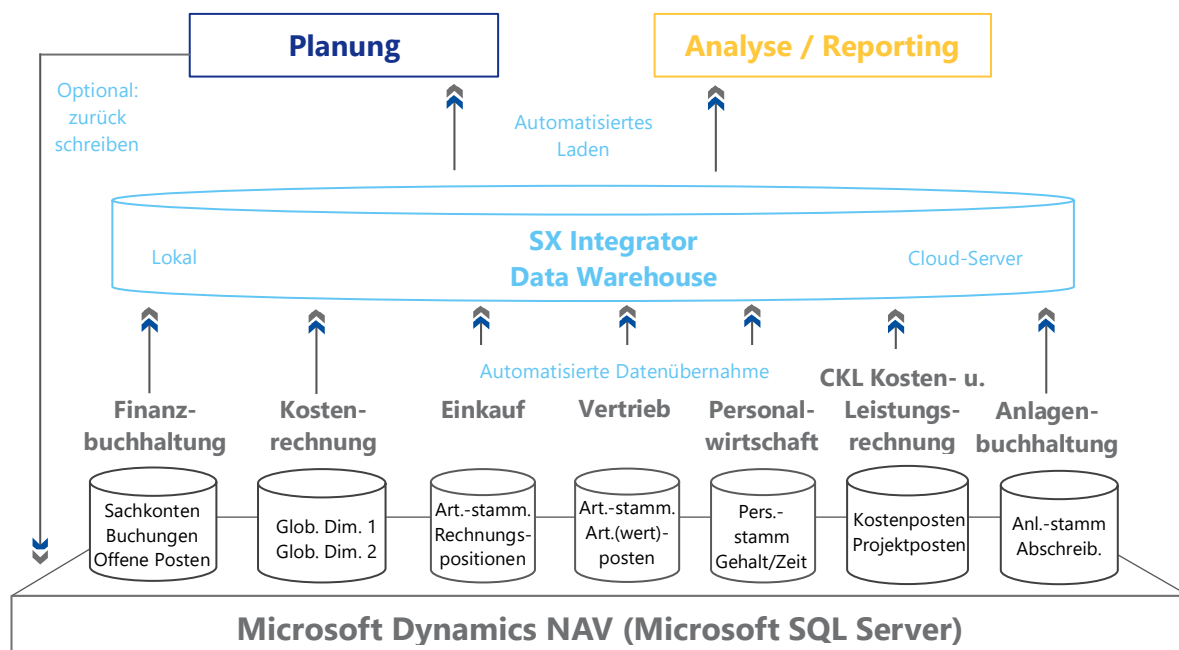 Planung
Analyse / Reporting
Optional:
zurück
schreiben
Automatisiertes
Laden
SX Integrator
Data Warehouse
Lokal
Cloud-Server
Automatisierte Datenübernahme
Finanz-
buchhaltung
Kosten-
rechnung
Einkauf
Vertrieb
Personal-
wirtschaft
CKL Kosten- u.
Leistungs-
rechnung
Anlagen-
buchhaltung
Sachkonten
Buchungen
Offene Posten
Glob. Dim. 1
Glob. Dim. 2
Art.-stamm.
Rechnungs-
positionen
Art.-stamm.
Art.(wert)-
posten
Pers.-
stamm
Gehalt/Zeit
Kostenposten
Projektposten
Anl.-stamm
Abschreib.
Microsoft Dynamics NAV (Microsoft SQL Server)